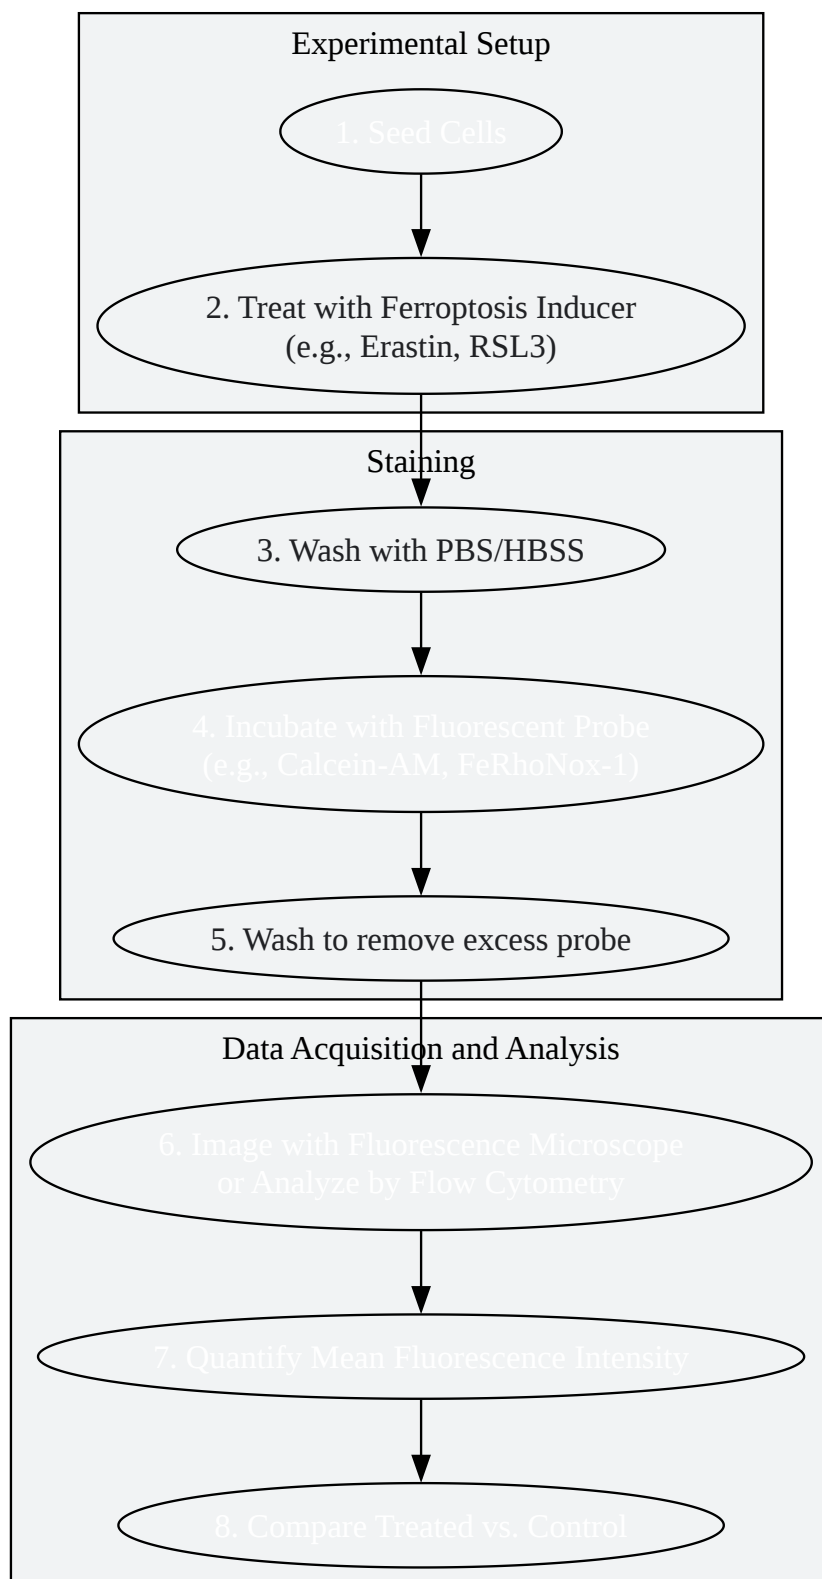 Experimental Setup
1. Seed Cells
2. Treat with Ferroptosis Inducer
(e.g., Erastin, RSL3)
Staining
3. Wash with PBS/HBSS
4. Incubate with Fluorescent Probe
(e.g., Calcein-AM, FeRhoNox-1)
5. Wash to remove excess probe
Data Acquisition and Analysis
6. Image with Fluorescence Microscope
or Analyze by Flow Cytometry
7. Quantify Mean Fluorescence Intensity
8. Compare Treated vs. Control